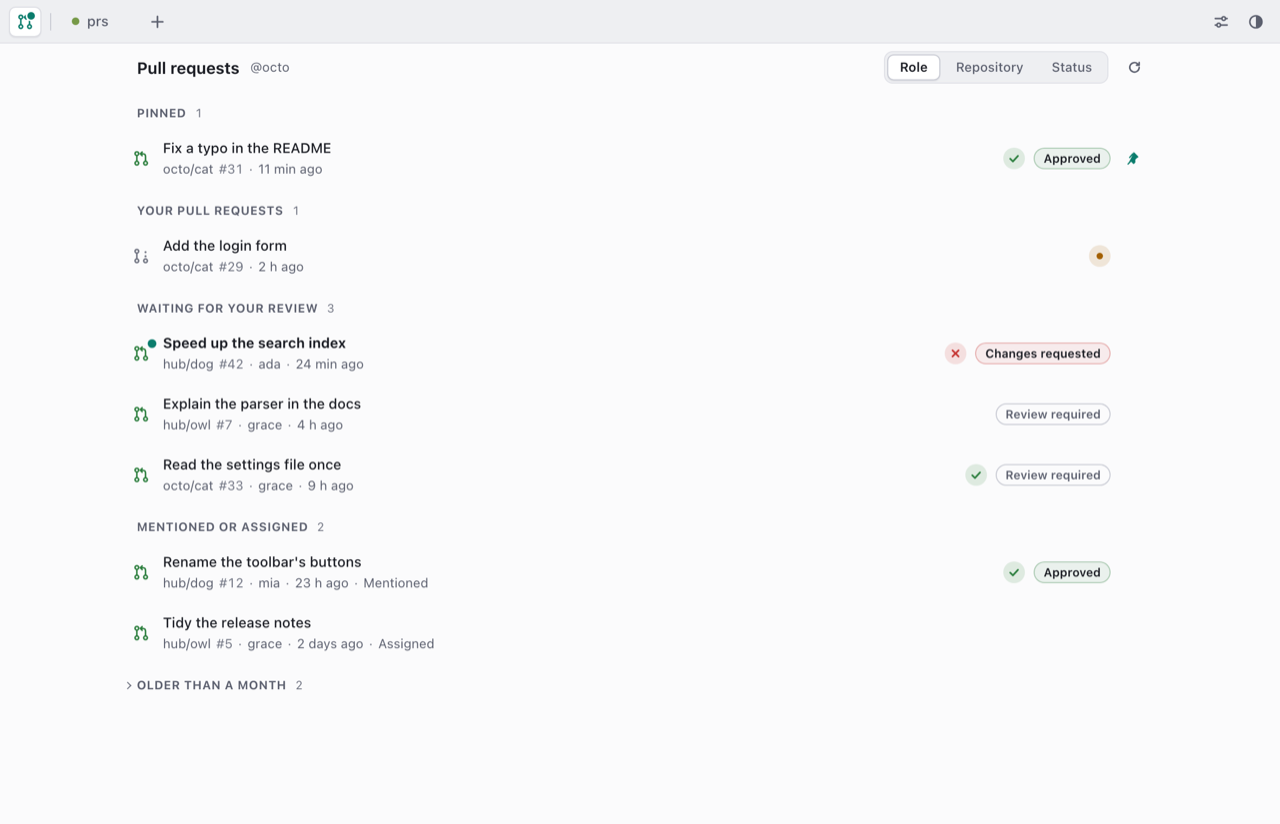 prs
Pull requests @octo
Role Repository Status
PINNED 1
Fix a typo in the README
octo/cat #31 · 11 min ago
Approved
YOUR PULL REQUESTS 1
Add the login form
octo/cat #29 · 2 h ago
WAITING FOR YOUR REVIEW 3
Speed up the search index
hub/dog #42 · ada · 24 min ago
Changes requested
Explain the parser in the docs
hub/owl #7 · grace · 4 h ago
Review required
Read the settings file once
octo/cat #33 · grace · 9 h ago
Review required
MENTIONED OR ASSIGNED 2
Rename the toolbar's buttons
hub/dog #12 · mia · 23 h ago · Mentioned
Approved
Tidy the release notes
hub/owl #5 · grace · 2 days ago · Assigned
OLDER THAN A MONTH 2